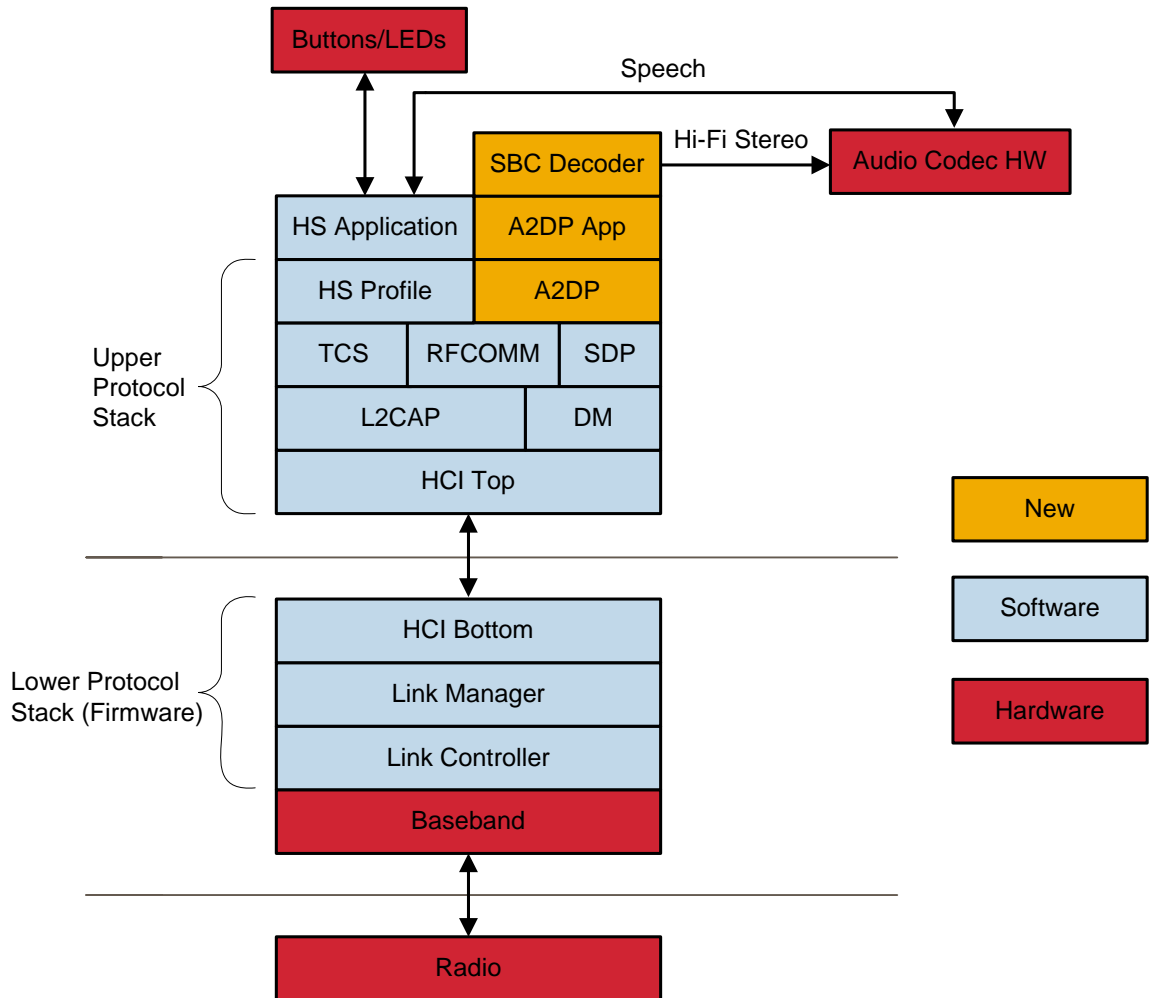 Buttons/LEDs
Speech
Hi-Fi Stereo
SBC Decoder
Audio Codec HW
HS Application
A2DP App
HS Profile
A2DP
TCS
RFCOMM
SDP
Upper
Protocol
Stack
L2CAP
DM
HCI Top
New
HCI Bottom
Software
Lower Protocol
Stack (Firmware)
Link Manager
Link Controller
Hardware
Baseband
Radio